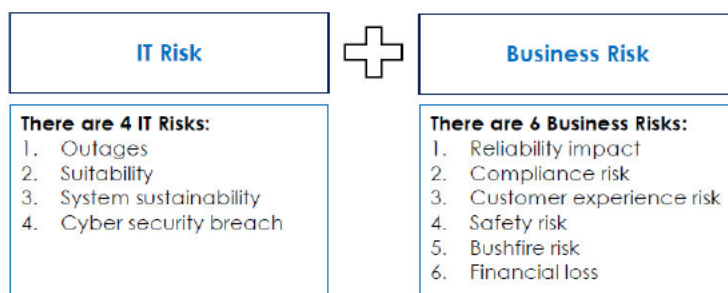 IT Risk
Business Risk
There are 4 IT Risks:
1. Outages
2. Suitability
3. System sustainability
4. Cyber security breach
There are 6 Business Risks:
1. Reliability impact
2. Compliance risk
3. Customer experience risk
4. Safety risk
5. Bushfire risk
6. Financial loss